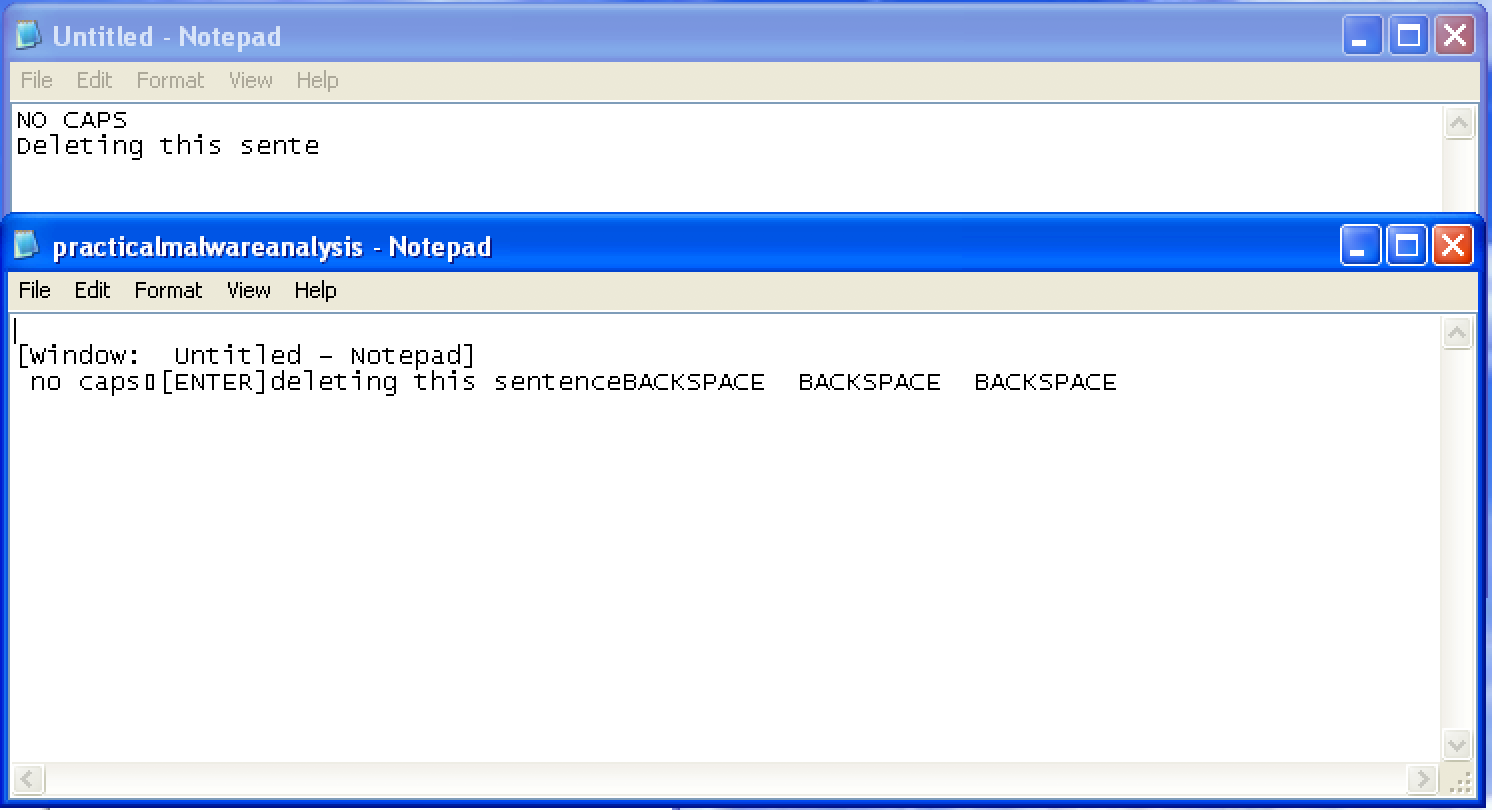 Untitled - Notepad
File Edit Format View Help
NO CAPS
Deleting this sente
practicalmalwareanalysis - Notepad
File Edit Format View Help
[Window:  Untitled - Notepad]
no caps▯[ENTER]deleting this sentenceBACKSPACE  BACKSPACE  BACKSPACE